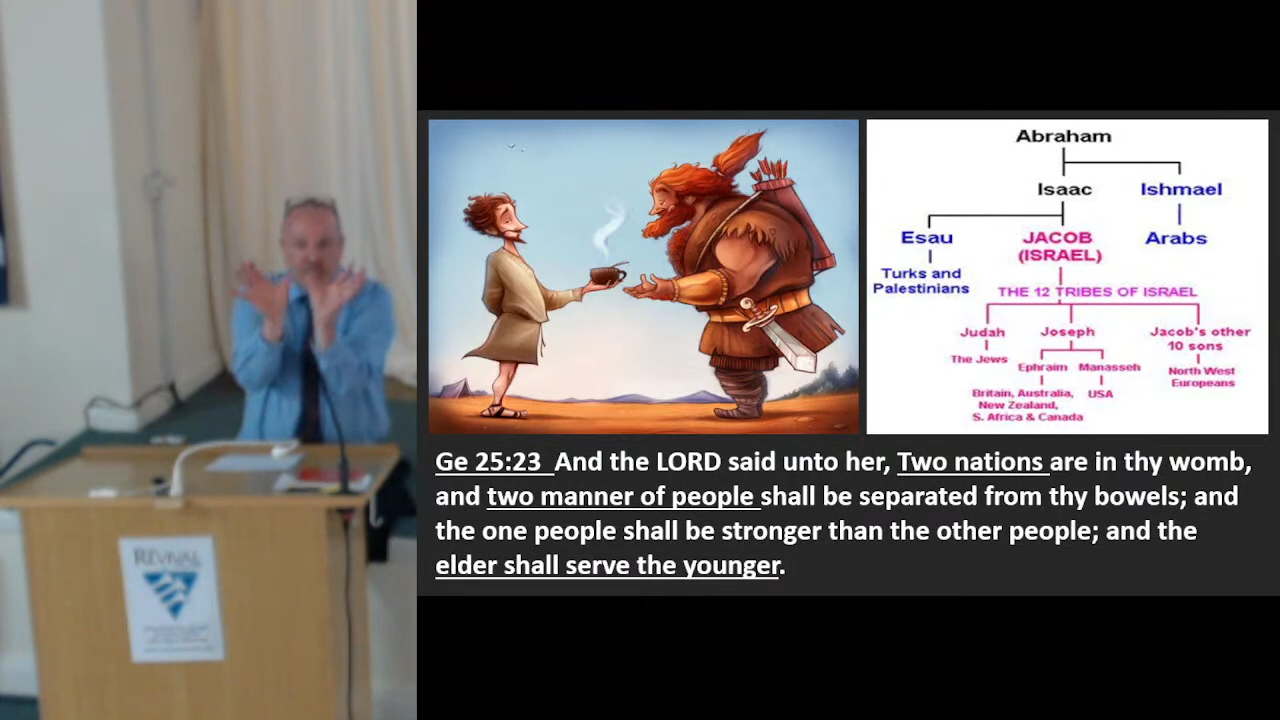 REVIVAL
Abraham
Isaac
Ishmael
Esau
JACOB
(ISRAEL)
Arabs
Turks and
Palestinians
THE 12 TRIBES OF ISRAEL
Judah
Joseph
Jacob's other
10 sons
The Jews
Ephraim
Manasseh
North West
Europeans
Britain, Australia,
New Zealand,
S. Africa & Canada
USA
Ge 25:23 And the LORD said unto her, Two nations are in thy womb,
and two manner of people shall be separated from thy bowels; and
the one people shall be stronger than the other people; and the
elder shall serve the younger.